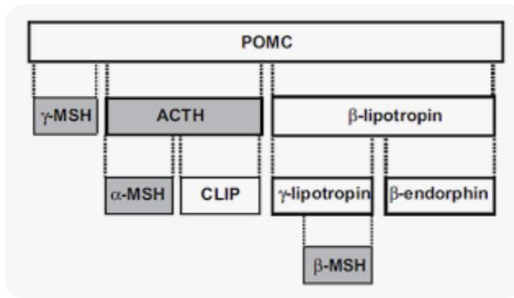 POMC
γ-MSH ACTH β-lipotropin
α-MSH CLIP γ-lipotropin β-endorphin
β-MSH